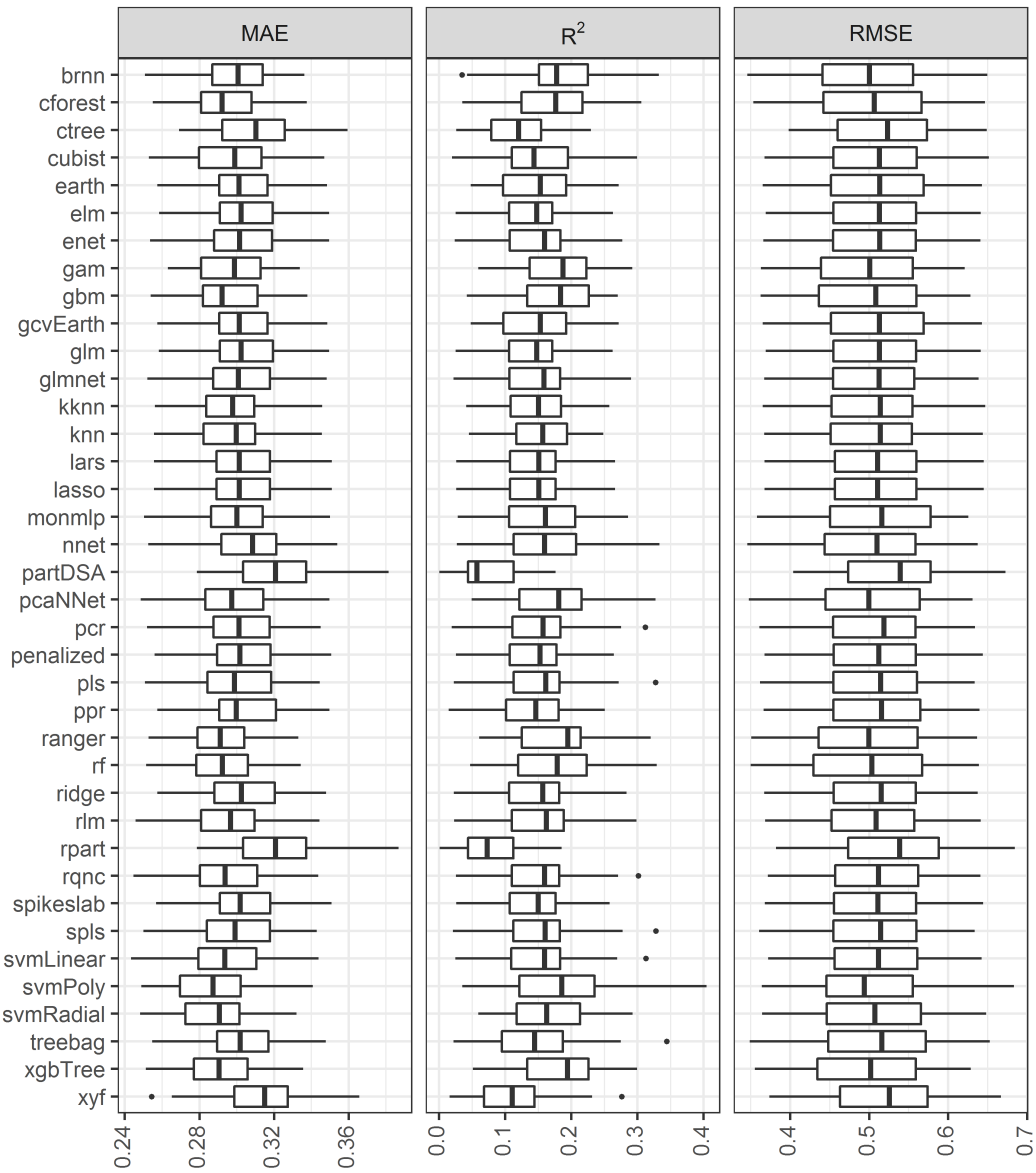 MAE R² RMSE
brnn
cforest
ctree
cubist
earth
elm
enet
gam
gbm
gcvEarth
glm
glmnet
kknn
knn
lars
lasso
monmlp
nnet
partDSA
pcaNNet
pcr
penalized
pls
ppr
ranger
rf
ridge
rlm
rpart
rqnc
spikeslab
spls
svmLinear
svmPoly
svmRadial
treebag
xgbTree
xyf
0.24 0.28 0.32 0.36 0.0 0.1 0.2 0.3 0.4 0.4 0.5 0.6 0.7